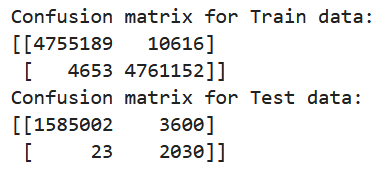 Confusion matrix for Train data:
[[4755189   10616]
 [   4653 4761152]]
Confusion matrix for Test data:
[[1585002    3600]
 [     23    2030]]